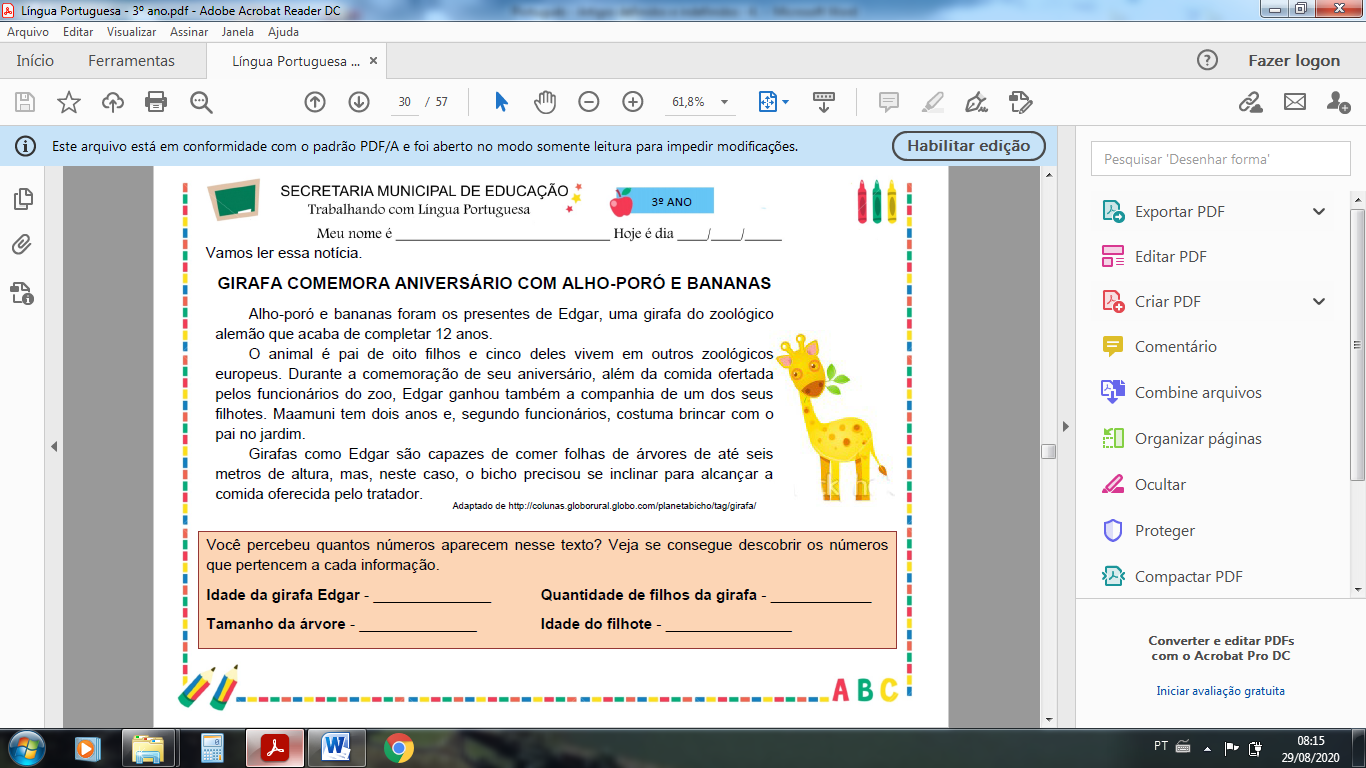 Língua Portuguesa - 3º ano.pdf - Adobe Acrobat Reader DC
Arquivo Editar Visualizar Assinar Janela Ajuda
Início Ferramentas Língua Portuguesa ... × Fazer logon
30 / 57 61,8%
Este arquivo está em conformidade com o padrão PDF/A e foi aberto no modo somente leitura para impedir modificações. Habilitar edição
SECRETARIA MUNICIPAL DE EDUCAÇÃO
3º ANO
Trabalhando com Língua Portuguesa
Meu nome é ______________________________ Hoje é dia ____/____/_____
Vamos ler essa notícia.
GIRAFA COMEMORA ANIVERSÁRIO COM ALHO-PORÓ E BANANAS
Alho-poró e bananas foram os presentes de Edgar, uma girafa do zoológico
alemão que acaba de completar 12 anos.
O animal é pai de oito filhos e cinco deles vivem em outros zoológicos
europeus. Durante a comemoração de seu aniversário, além da comida ofertada
pelos funcionários do zoo, Edgar ganhou também a companhia de um dos seus
filhotes. Maamuni tem dois anos e, segundo funcionários, costuma brincar com o
pai no jardim.
Girafas como Edgar são capazes de comer folhas de árvores de até seis
metros de altura, mas, neste caso, o bicho precisou se inclinar para alcançar a
comida oferecida pelo tratador.
Adaptado de http://colunas.globorural.globo.com/planetabicho/tag/girafa/
Você percebeu quantos números aparecem nesse texto? Veja se consegue descobrir os números
que pertencem a cada informação.
Idade da girafa Edgar - ______________ Quantidade de filhos da girafa - ____________
Tamanho da árvore - ______________ Idade do filhote - _______________
A B C
Pesquisar 'Desenhar forma'
Exportar PDF
Editar PDF
Criar PDF
Comentário
Combine arquivos
Organizar páginas
Ocultar
Proteger
Compactar PDF
Converter e editar PDFs
com o Acrobat Pro DC
Iniciar avaliação gratuita
PT
08:15
29/08/2020